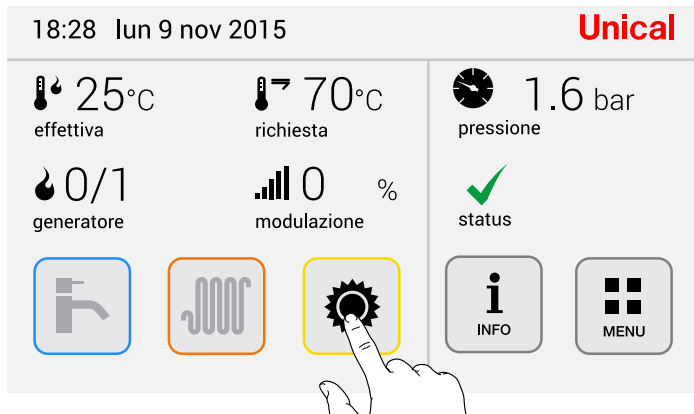 18:28 lun 9 nov 2015 Unical
25°C 70°C 1.6 bar
effettiva richiesta pressione
0/1 0 %
generatore modulazione status
INFO MENU